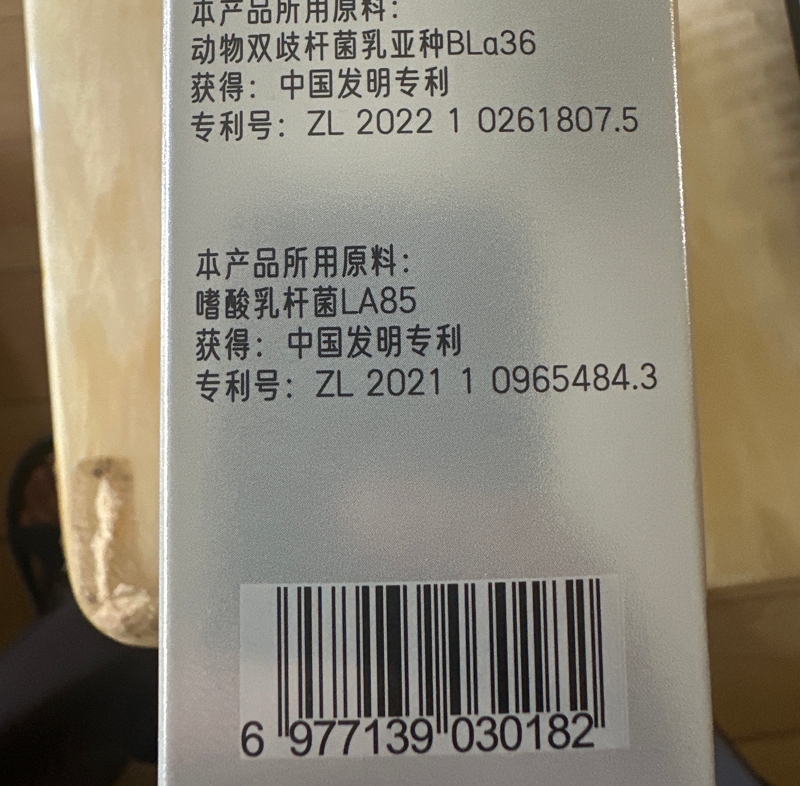 本产品所用原料：
动物双歧杆菌乳亚种BLa36
获得：中国发明专利
专利号：ZL 2022 1 0261807.5
本产品所用原料：
嗜酸乳杆菌LA85
获得：中国发明专利
专利号：ZL 2021 1 0965484.3
6 977139 030182